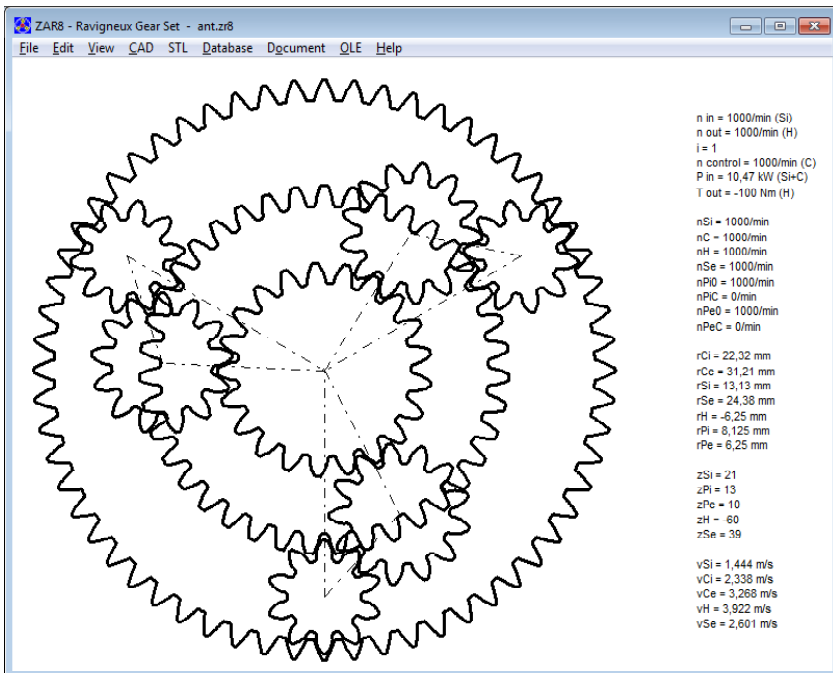 ZAR8 - Ravigneux Gear Set - ant.zr8
File Edit View CAD STL Database Document OLE Help
n in = 1000/min (Si)
n out = 1000/min (H)
i = 1
n control = 1000/min (C)
P in = 10,47 kW (Si+C)
T out = -100 Nm (H)
nSi = 1000/min
nC = 1000/min
nH = 1000/min
nSe = 1000/min
nPi0 = 1000/min
nPiC = 0/min
nPe0 = 1000/min
nPeC = 0/min
rCi = 22,32 mm
rCe = 31,21 mm
rSi = 13,13 mm
rSe = 24,38 mm
rH = -6,25 mm
rPi = 8,125 mm
rPe = 6,25 mm
zSi = 21
zPi = 13
zPe = 10
zH = -60
zSe = 39
vSi = 1,444 m/s
vCi = 2,338 m/s
vCe = 3,268 m/s
vH = 3,922 m/s
vSe = 2,601 m/s